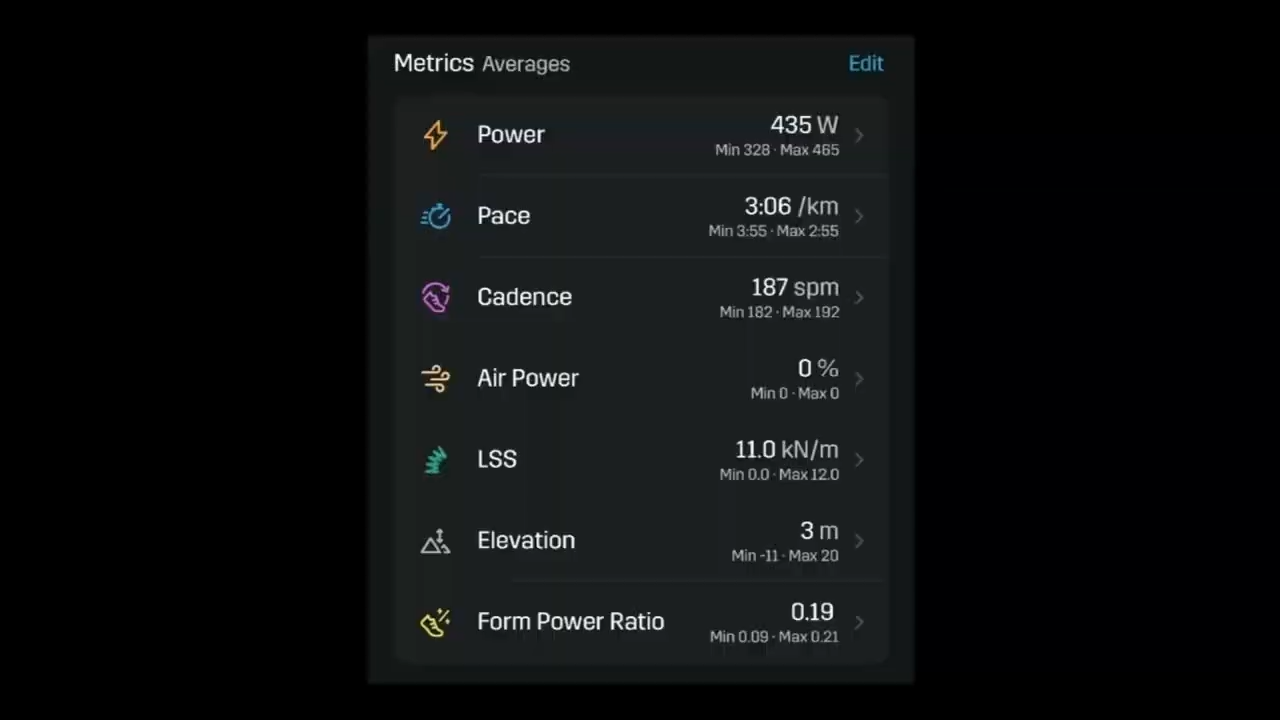 Metrics Averages Edit
Power 435 W
Min 328 · Max 465
Pace 3:06 /km
Min 3:55 · Max 2:55
Cadence 187 spm
Min 182 · Max 192
Air Power 0 %
Min 0 · Max 0
LSS 11.0 kN/m
Min 0.0 · Max 12.0
Elevation 3 m
Min -11 · Max 20
Form Power Ratio 0.19
Min 0.09 · Max 0.21